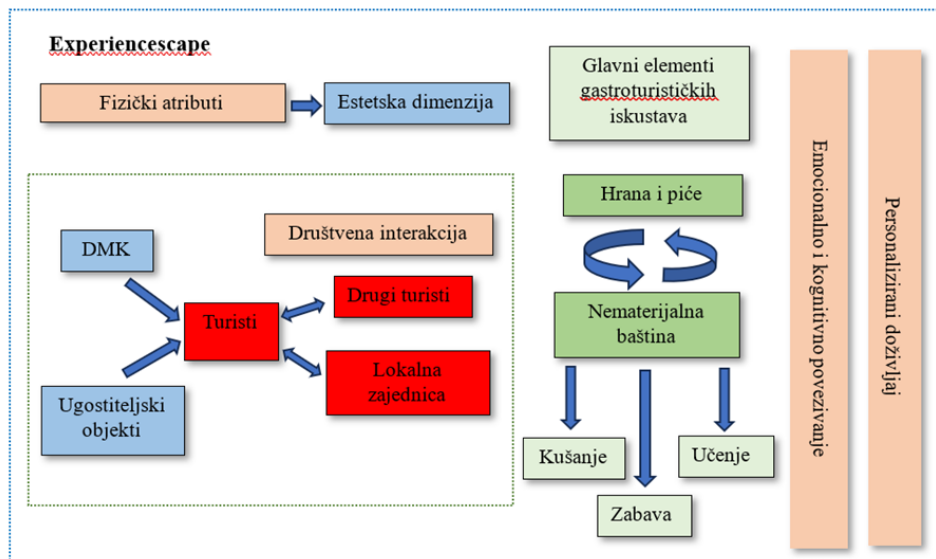 Experiencescape
Fizički atributi
Estetska dimenzija
Glavni elementi
gastroturističkih
iskustava
Hrana i piće
Društvena interakcija
DMK
Turisti
Drugi turisti
Lokalna
zajednica
Ugostiteljski
objekti
Nematerijalna
baština
Kušanje
Zabava
Učenje
Emocionalno i kognitivno povezivanje
Personalizirani doživljaj